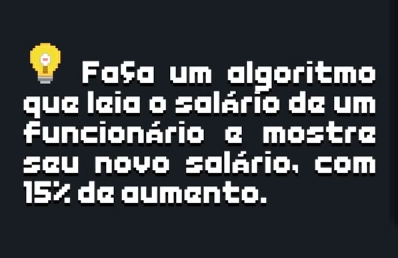 Faça um algoritmo
que leia o salário de um
funcionário e mostre
seu novo salário, com
15% de aumento.